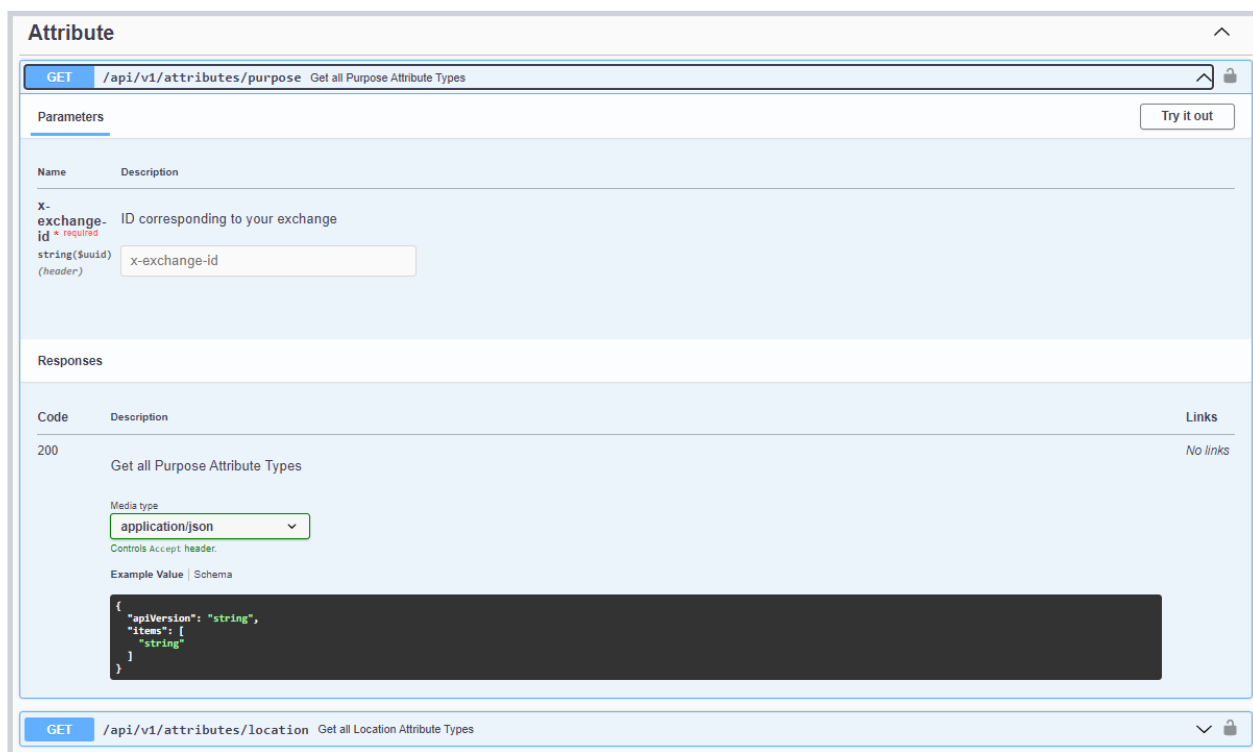 Attribute
GET /api/v1/attributes/purpose Get all Purpose Attribute Types
Parameters
Try it out
Name Description
x-
exchange-
id * required
string($uuid)
(header)
ID corresponding to your exchange
x-exchange-id
Responses
Code Description Links
200
Get all Purpose Attribute Types
No links
Media type
application/json
Controls Accept header.
Example Value | Schema
{
  "apiVersion": "string",
  "items": [
    "string"
  ]
}
GET /api/v1/attributes/location Get all Location Attribute Types